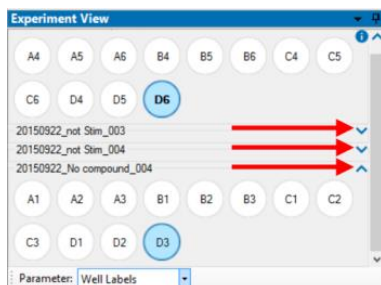 Experiment View
A4 A5 A6 B4 B5 B6 C4 C5
C6 D4 D5 D6
20150922_not Stim_003
20150922_not Stim_004
20150922_No compound_004
A1 A2 A3 B1 B2 B3 C1 C2
C3 D1 D2 D3
Parameter: Well Labels